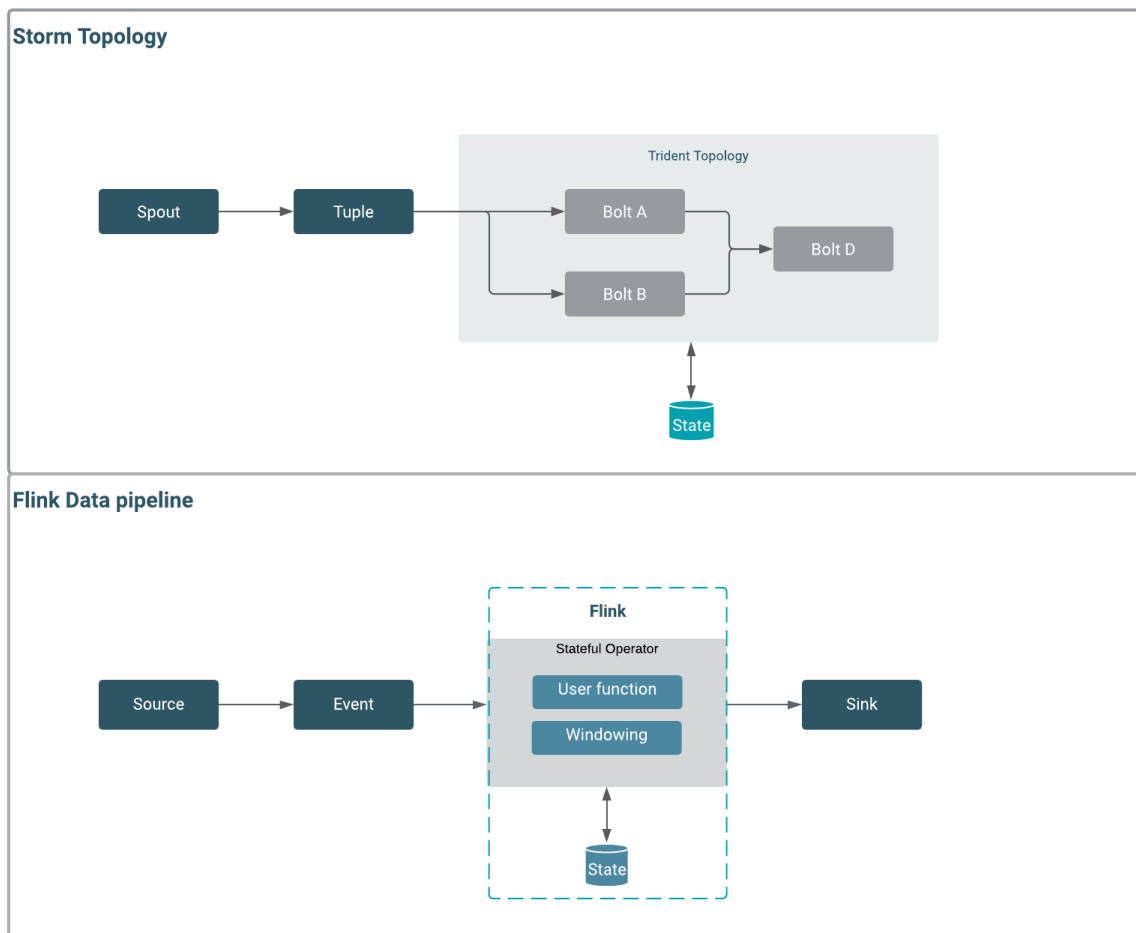 Storm Topology
Trident Topology
Spout
Tuple
Bolt A
Bolt D
Bolt B
State
Flink Data pipeline
Flink
Stateful Operator
User function
Source
Event
Sink
Windowing
State